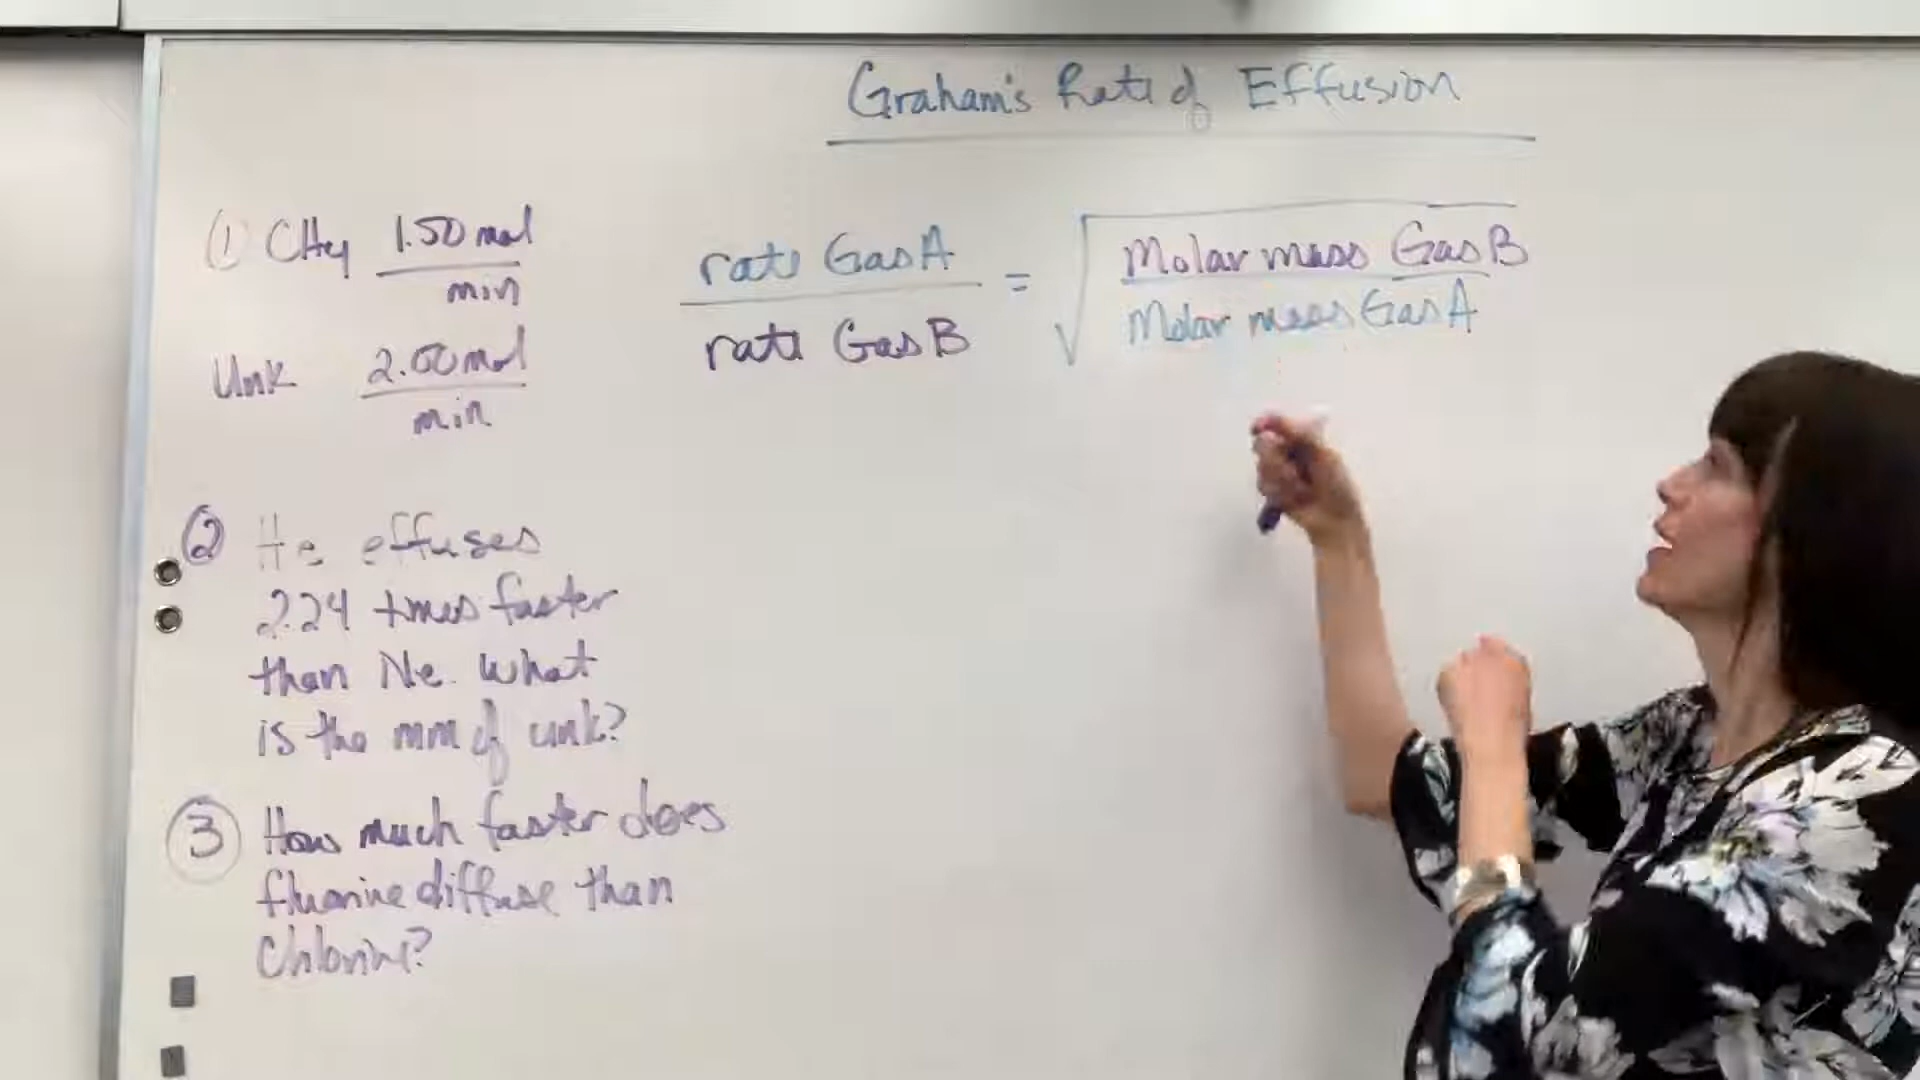 Graham's Rate of Effusion
① CH4 1.50 mol
min
Unk 2.00 mol
min
rate Gas A
rate Gas B
=
√
Molar mass Gas B
Molar mass Gas A
② He effuses
2.24 times faster
than Ne. What
is the mm of unk?
③ How much faster does
fluorine diffuse than
Chlorine?